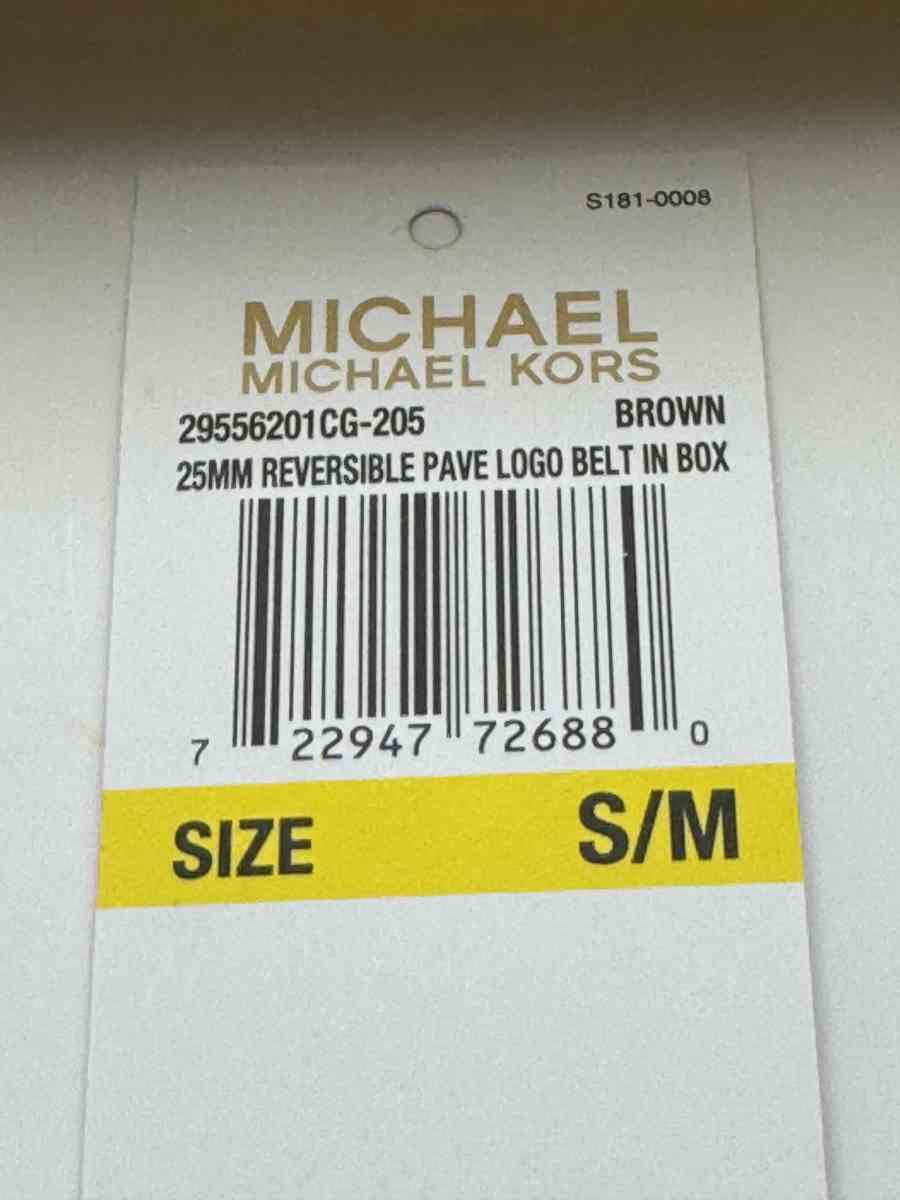 S181-0008
MICHAEL
MICHAEL KORS
29556201CG-205 BROWN
25MM REVERSIBLE PAVE LOGO BELT IN BOX
7 22947 72688 0
SIZE S/M